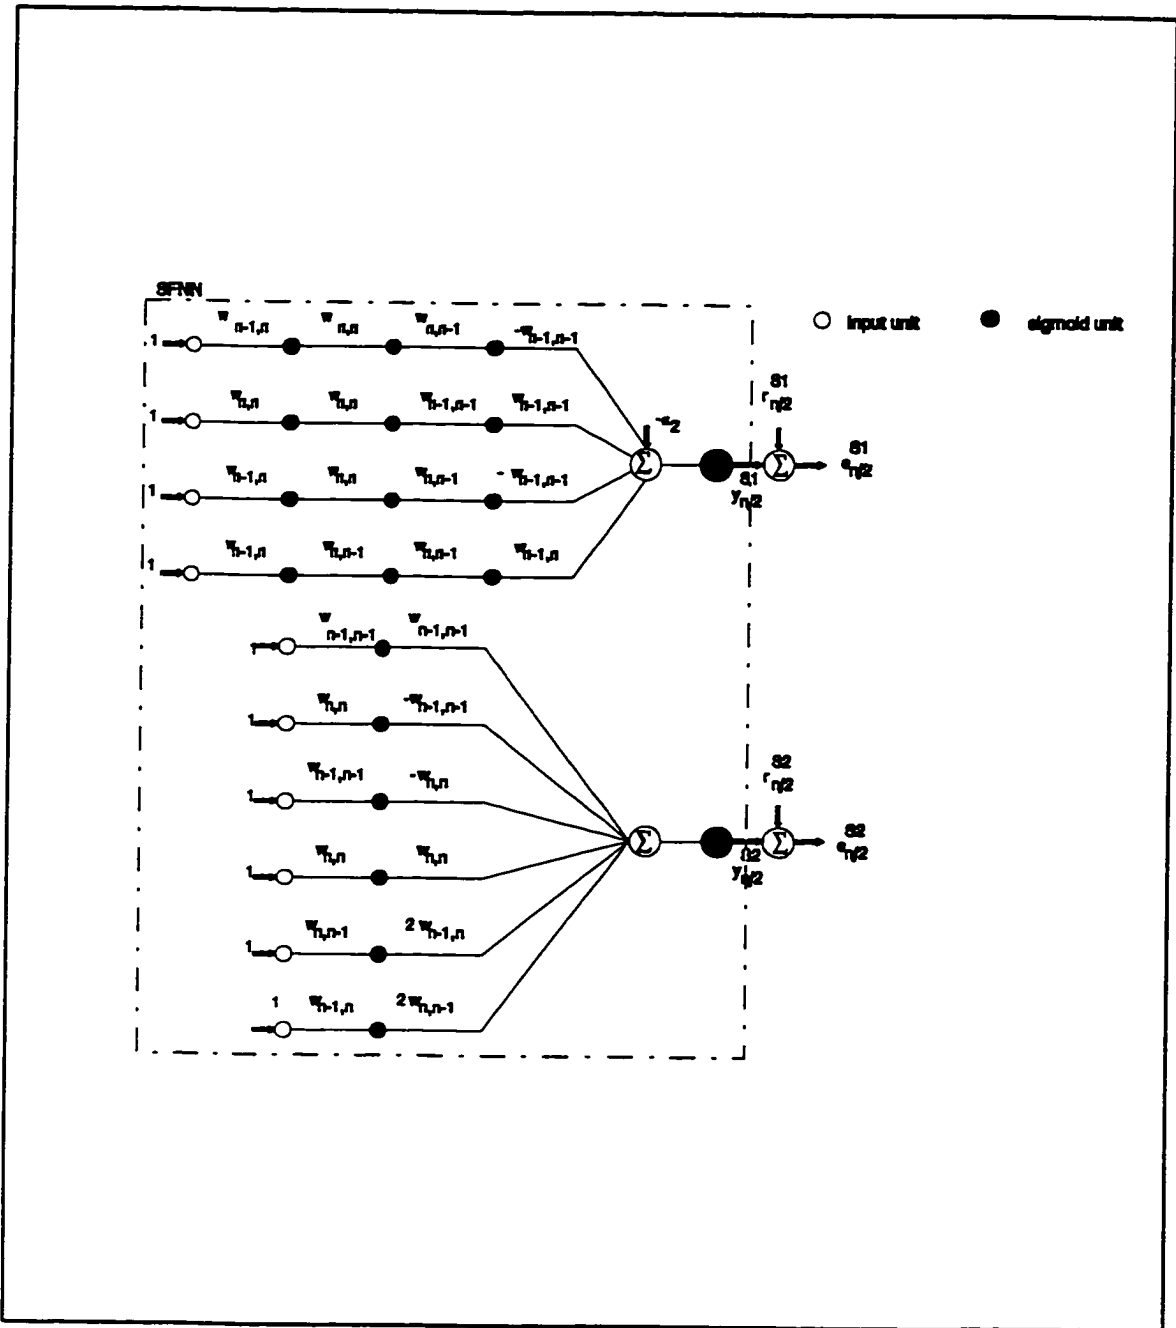 SFNN
w n-1,n w n,n w n,n-1 -w n-1,n-1
input unit sigmoid unit
1
w n,n w n,n w n-1,n-1 w n-1,n-1
r n/2 S1
1
Σ Σ e n/2 S1
y n/2 S1
w n-1,n w n,n w n,n-1 - w n-1,n-1
1
w n-1,n w n,n-1 w n,n-1 w n-1,n
1
w n-1,n-1 w n-1,n-1
1
w n,n -w n-1,n-1
1
w n-1,n-1 -w n,n
r n/2 S2
1
Σ Σ e n/2 S2
y n/2 S2
w n,n w n,n
1
w n,n-1 2 w n-1,n
1
1 w n-1,n 2 w n,n-1